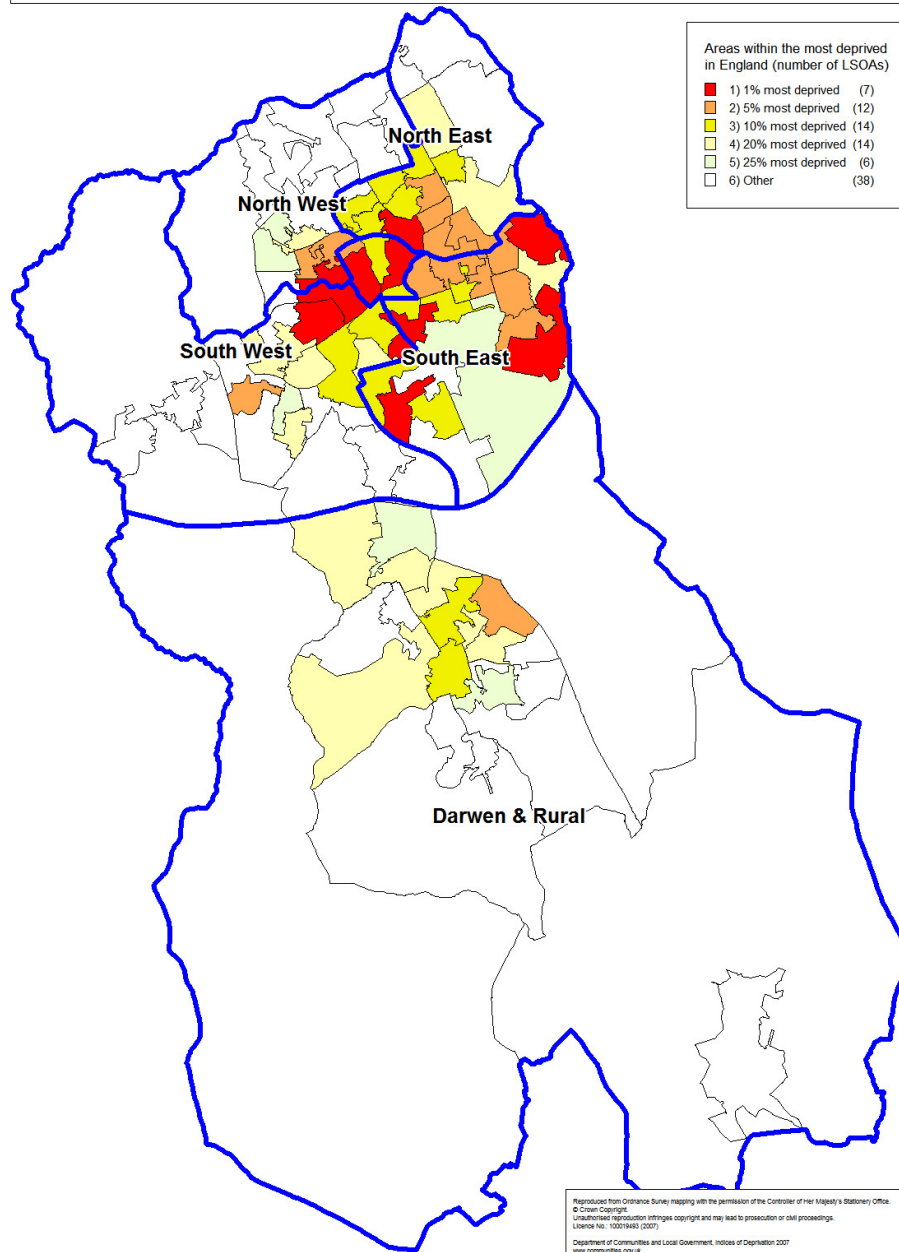 Areas within the most deprived
in England (number of LSOAs)
1) 1% most deprived (7)
2) 5% most deprived (12)
3) 10% most deprived (14)
4) 20% most deprived (14)
5) 25% most deprived (6)
6) Other (38)
North East
North West
South West
South East
Darwen & Rural
Reproduced from Ordnance Survey mapping with the permission of the Controller of Her Majesty's Stationery Office.
© Crown Copyright.
Unauthorised reproduction infringes copyright and may lead to prosecution or civil proceedings.
Licence No.: 100019493 (2007)
Department of Communities and Local Government, Indices of Deprivation 2007
www.communities.gov.uk